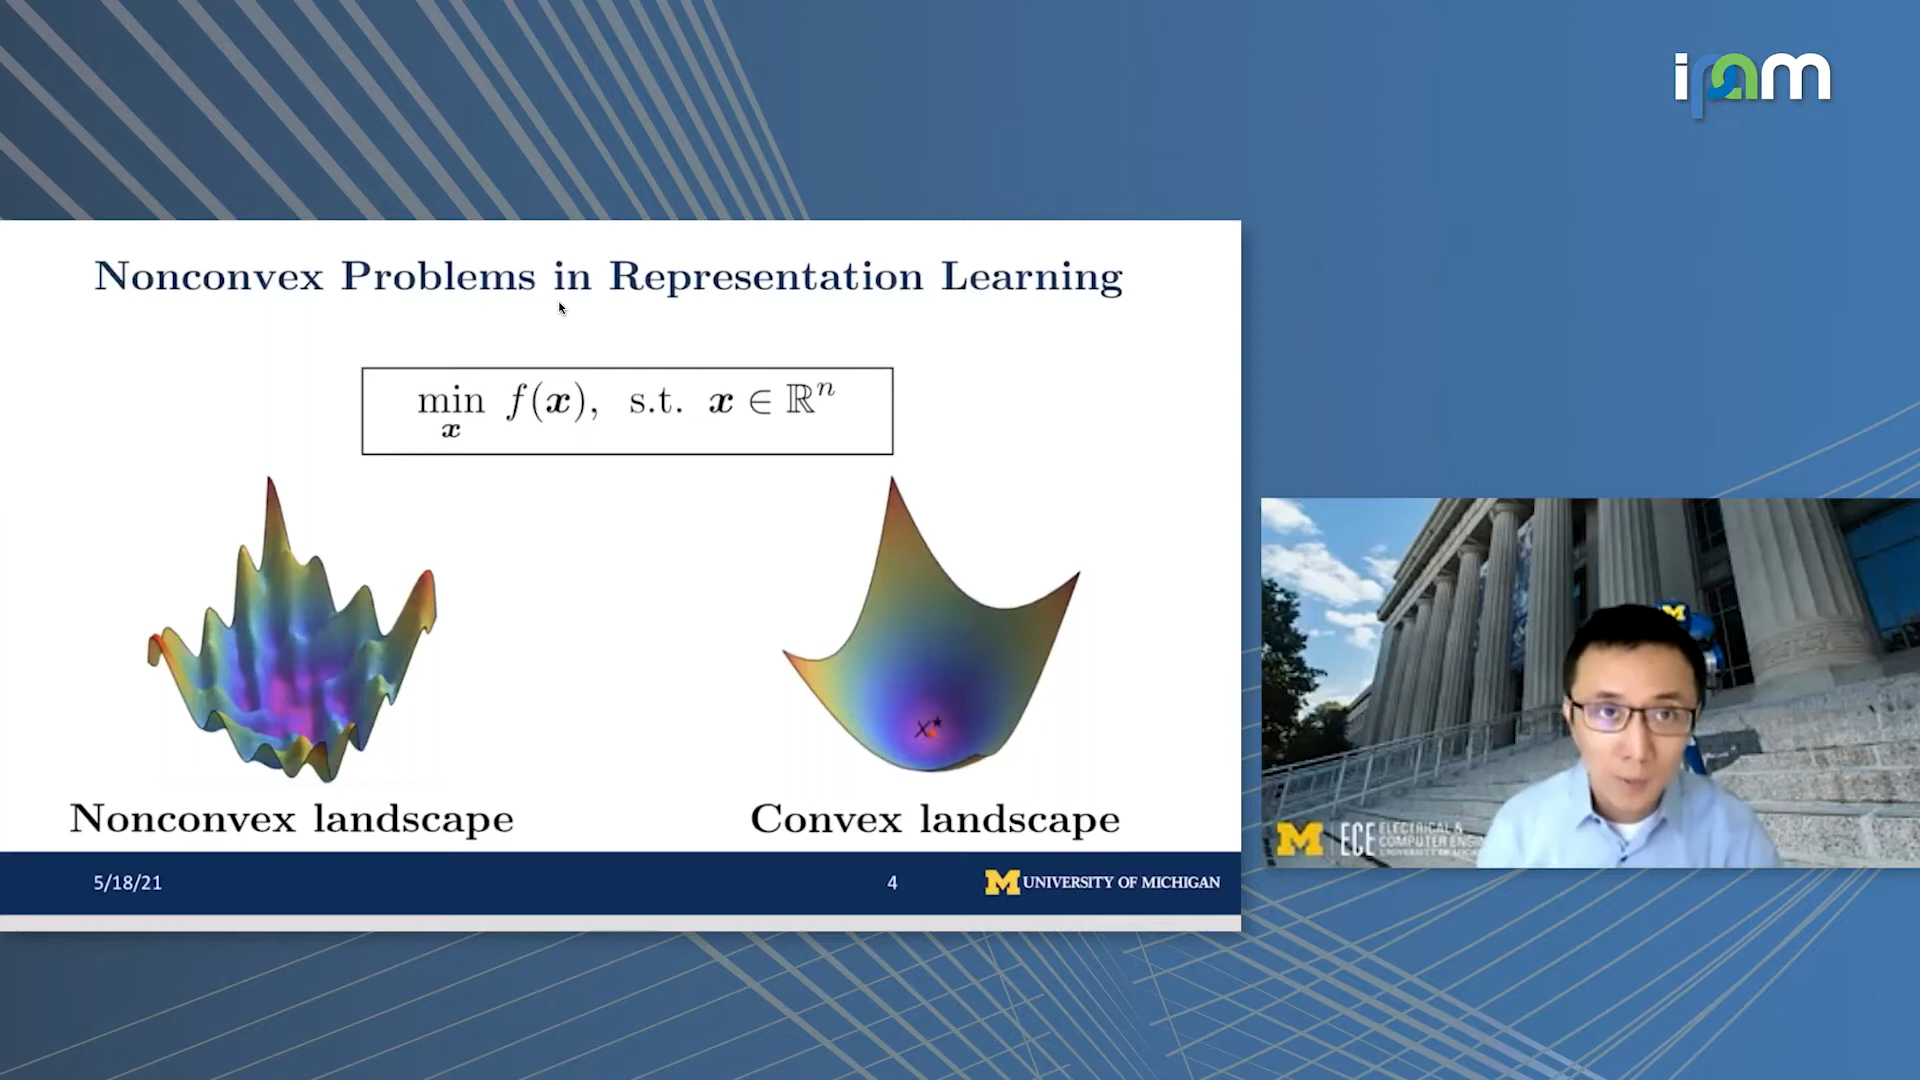 ipam
Nonconvex Problems in Representation Learning
min f(x), s.t. x ∈ ℝⁿ
x
X*
Nonconvex landscape
Convex landscape
5/18/21
4
M UNIVERSITY OF MICHIGAN
M
M ECE ELECTRICAL &
COMPUTER